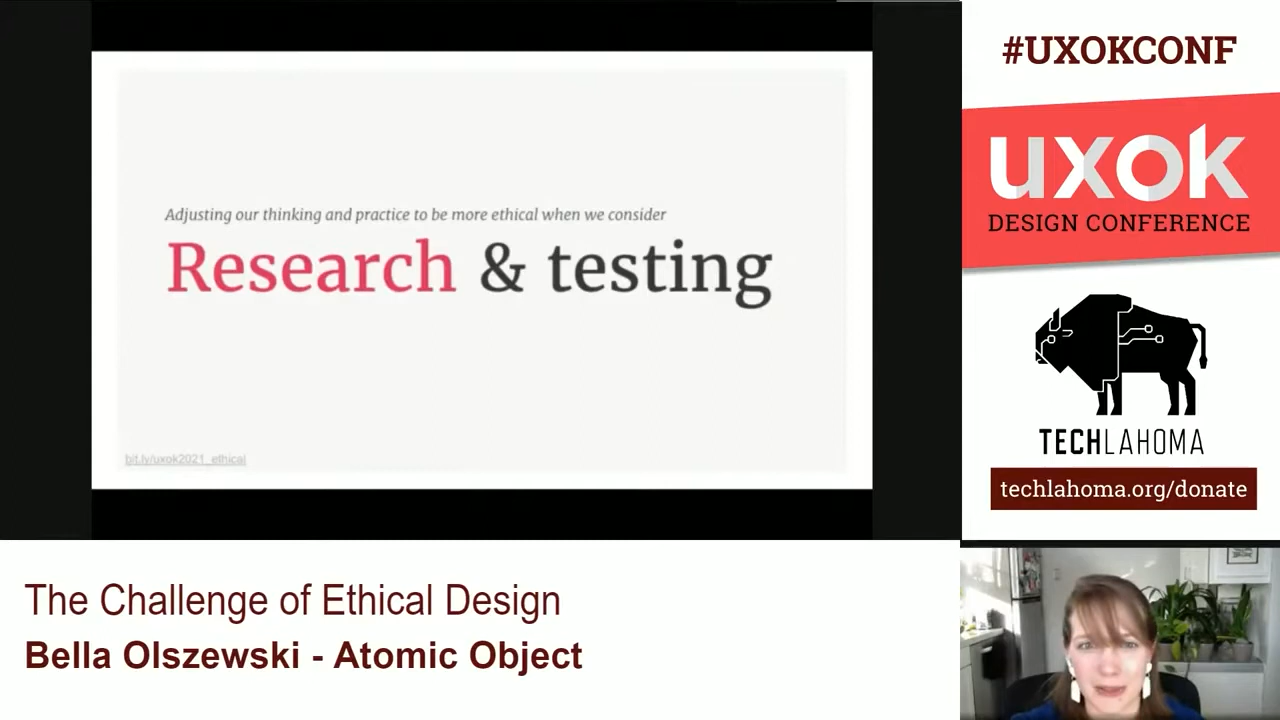 Adjusting our thinking and practice to be more ethical when we consider
Research & testing
bit.ly/uxok2021_ethical
#UXOKCONF
uxok
DESIGN CONFERENCE
TECHLAHOMA
techlahoma.org/donate
The Challenge of Ethical Design
Bella Olszewski - Atomic Object